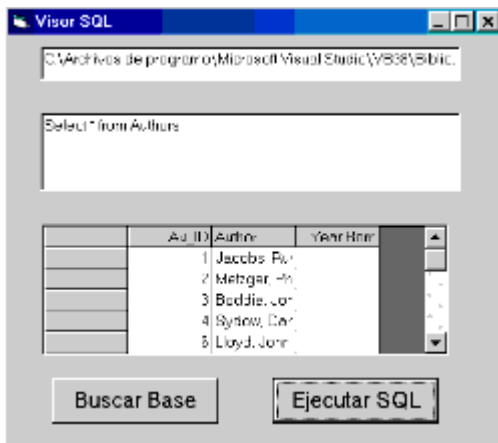 Visor SQL
C:\Archivos de programa\Microsoft Visual Studio\VB98\Biblio.
Select * from Authors
Au_ID Author Year Born
1 Jacobs, Ru
2 Metzger, Ph
3 Boddie, Jor
4 Sydow, Dar
5 Lloyd, John
Buscar Base Ejecutar SQL